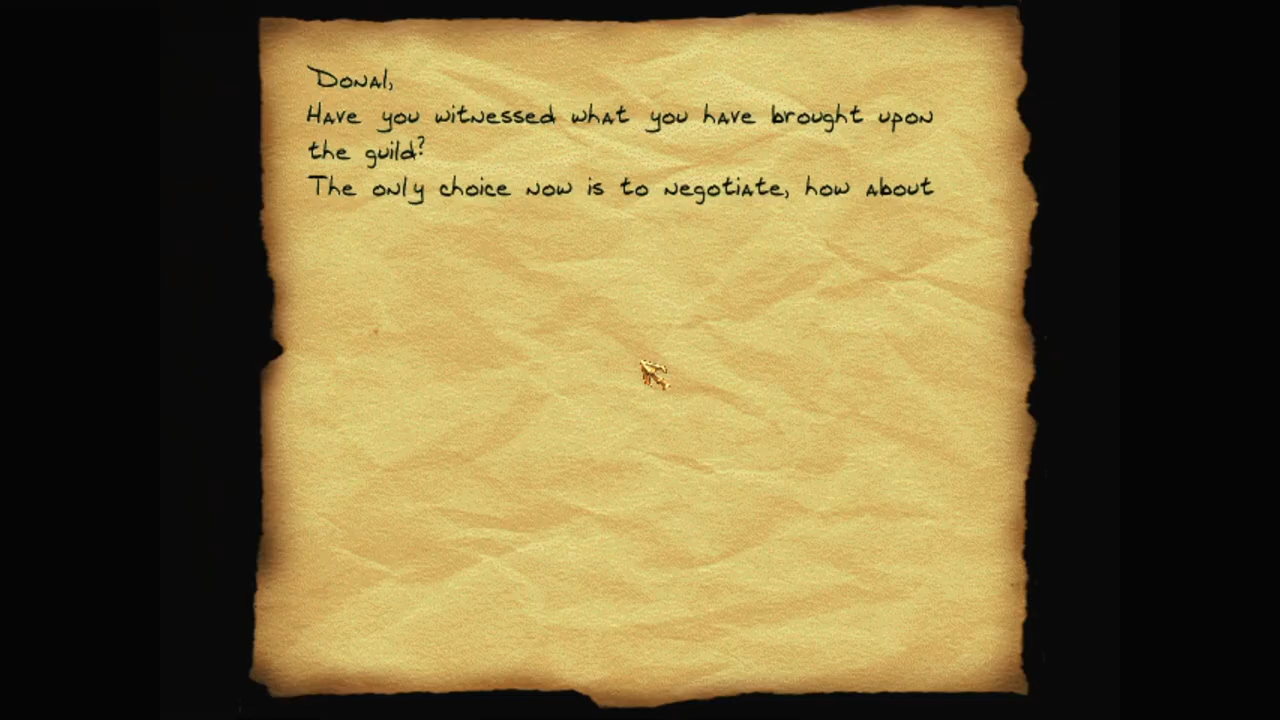 Donal,
Have you witnessed what you have brought upon
the guild?
The only choice now is to negotiate, how about